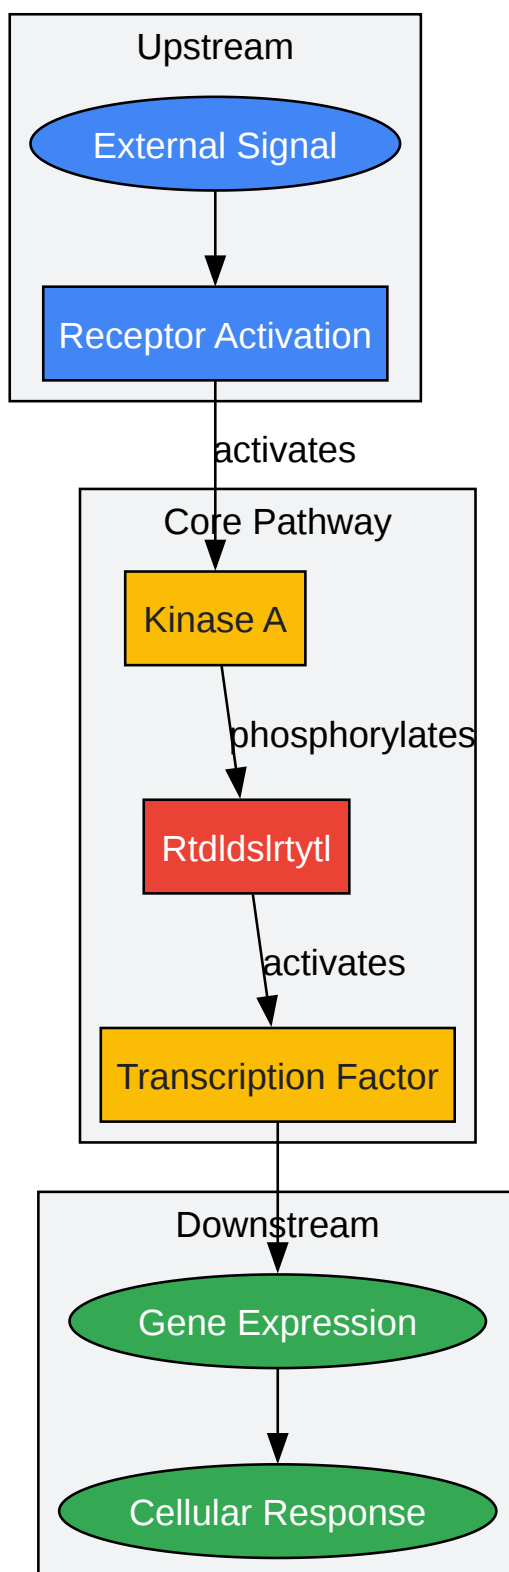 Upstream
External Signal
Receptor Activation
activates
Core Pathway
Kinase A
phosphorylates
Rtdldslrtytl
activates
Transcription Factor
Downstream
Gene Expression
Cellular Response